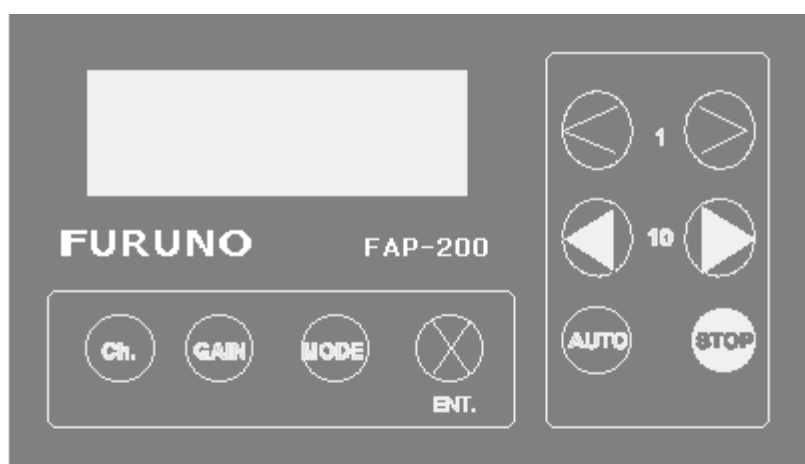 FURUNO FAP-200
Ch. GAIN MODE
ENT.
1
10
AUTO STOP